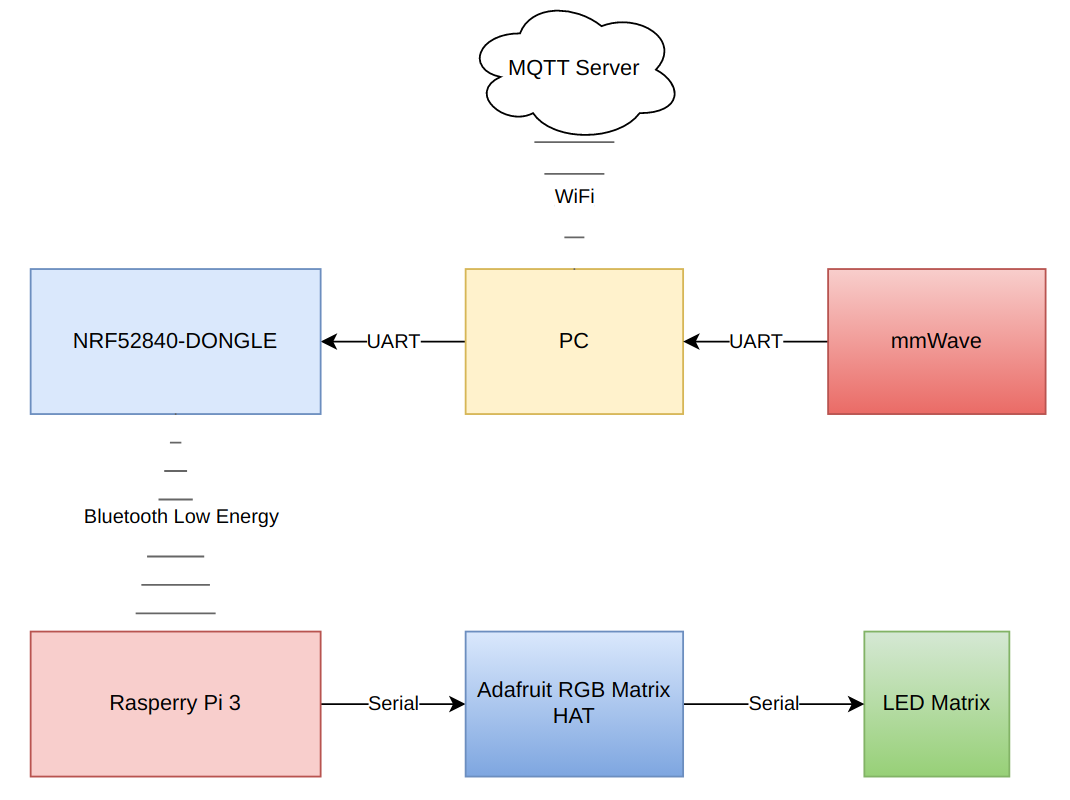 MQTT Server
WiFi
NRF52840-DONGLE
UART
PC
UART
mmWave
Bluetooth Low Energy
Rasperry Pi 3
Serial
Adafruit RGB Matrix
HAT
Serial
LED Matrix